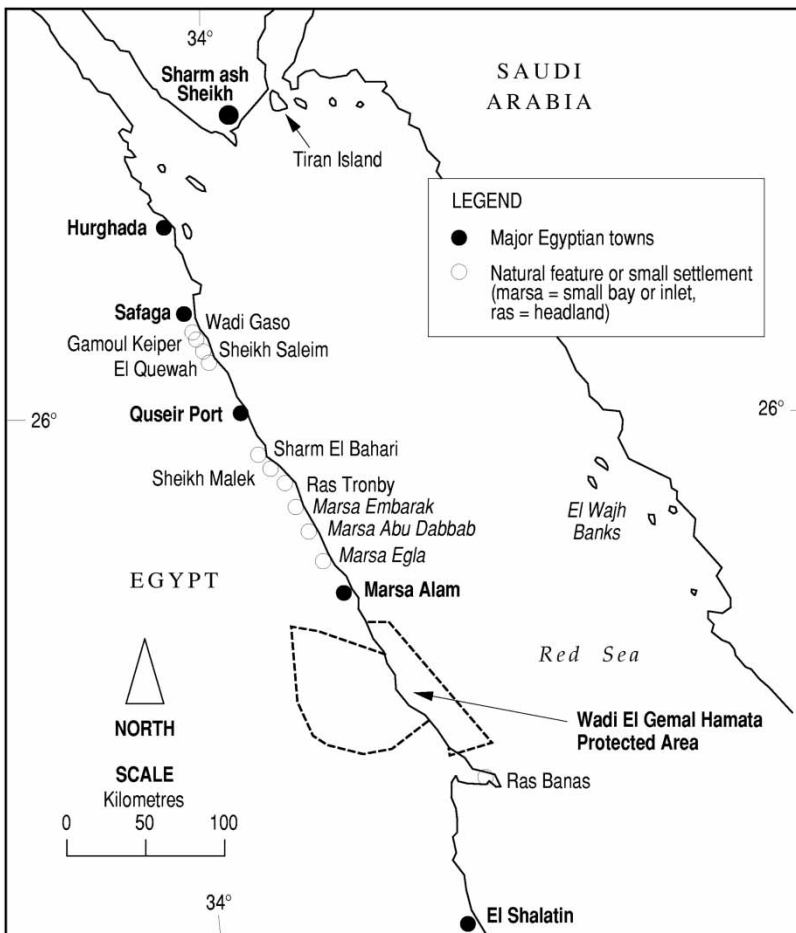 34°
Sharm ash
Sheikh
SAUDI
ARABIA
Tiran Island
LEGEND
Major Egyptian towns
Natural feature or small settlement
(marsa = small bay or inlet,
ras = headland)
Hurghada
Safaga
Wadi Gaso
Gamoul Keiper
Sheikh Saleim
El Quewah
26°
Quseir Port
26°
Sharm El Bahari
Sheikh Malek
Ras Tronby
Marsa Embarak
El Wajh
Banks
Marsa Abu Dabbab
Marsa Egla
EGYPT
Marsa Alam
Red Sea
NORTH
Wadi El Gemal Hamata
Protected Area
SCALE
Kilometres
0 50 100
Ras Banas
34°
El Shalatin